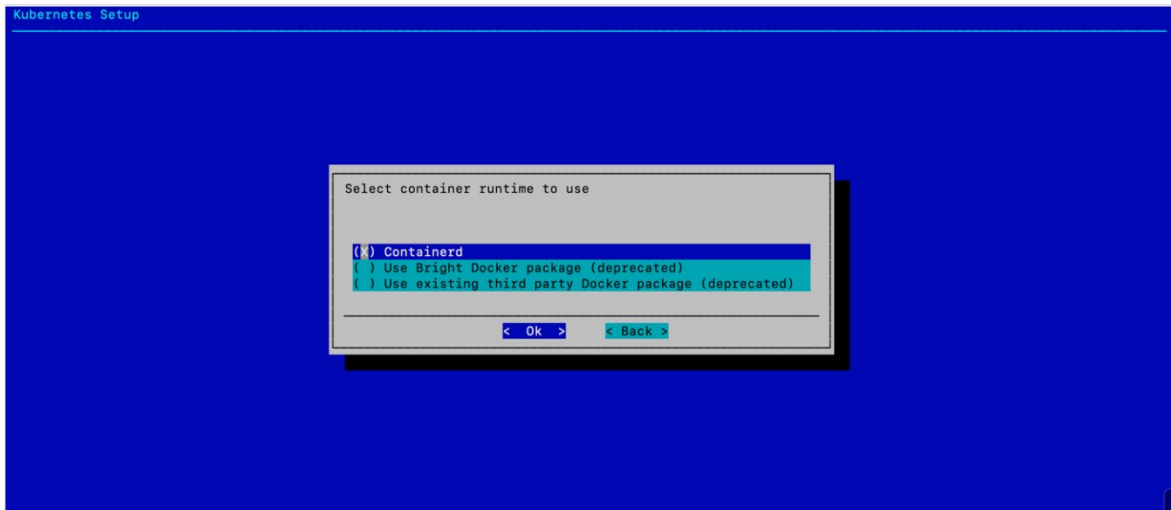 Kubernetes Setup
Select container runtime to use
(X) Containerd
( ) Use Bright Docker package (deprecated)
( ) Use existing third party Docker package (deprecated)
< Ok > < Back >